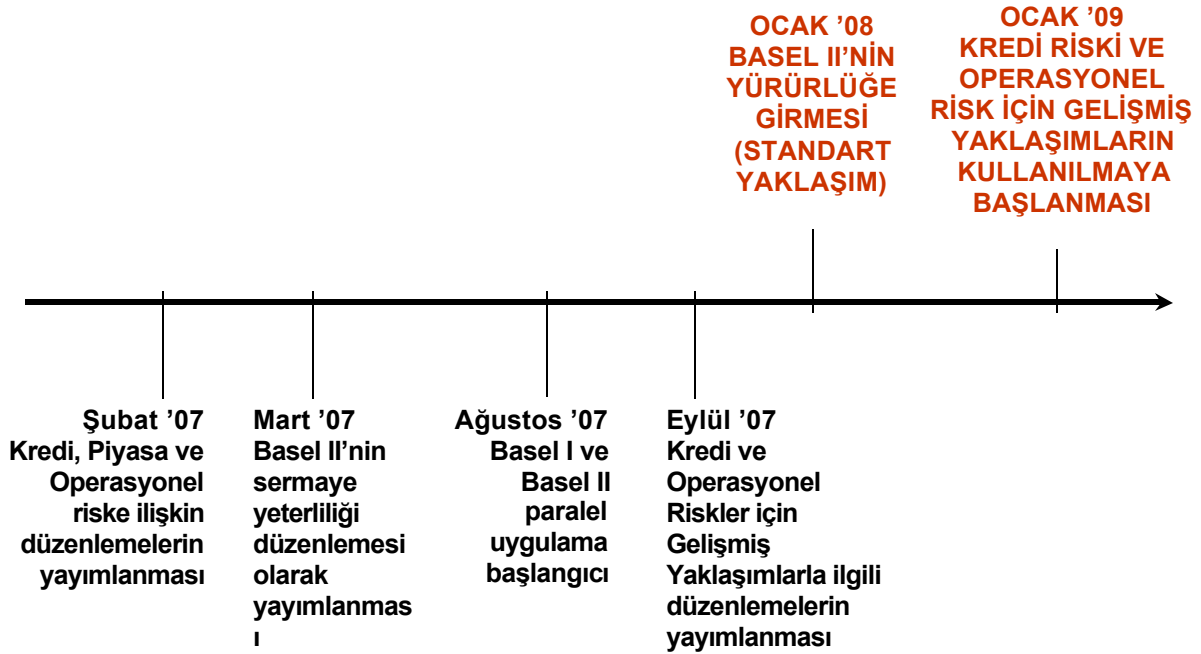 OCAK ’08
BASEL II’NİN
YÜRÜRLÜĞE
GİRMESİ
(STANDART
YAKLAŞIM)
OCAK ’09
KREDİ RİSKİ VE
OPERASYONEL
RİSK İÇİN GELİŞMİŞ
YAKLAŞIMLARIN
KULLANILMAYA
BAŞLANMASI
Şubat ’07
Kredi, Piyasa ve
Operasyonel
riske ilişkin
düzenlemelerin
yayımlanması
Mart ’07
Basel II’nin
sermaye
yeterliliği
düzenlemesi
olarak
yayımlanmas
ı
Ağustos ’07
Basel I ve
Basel II
paralel
uygulama
başlangıcı
Eylül ’07
Kredi ve
Operasyonel
Riskler için
Gelişmiş
Yaklaşımlarla ilgili
düzenlemelerin
yayımlanması